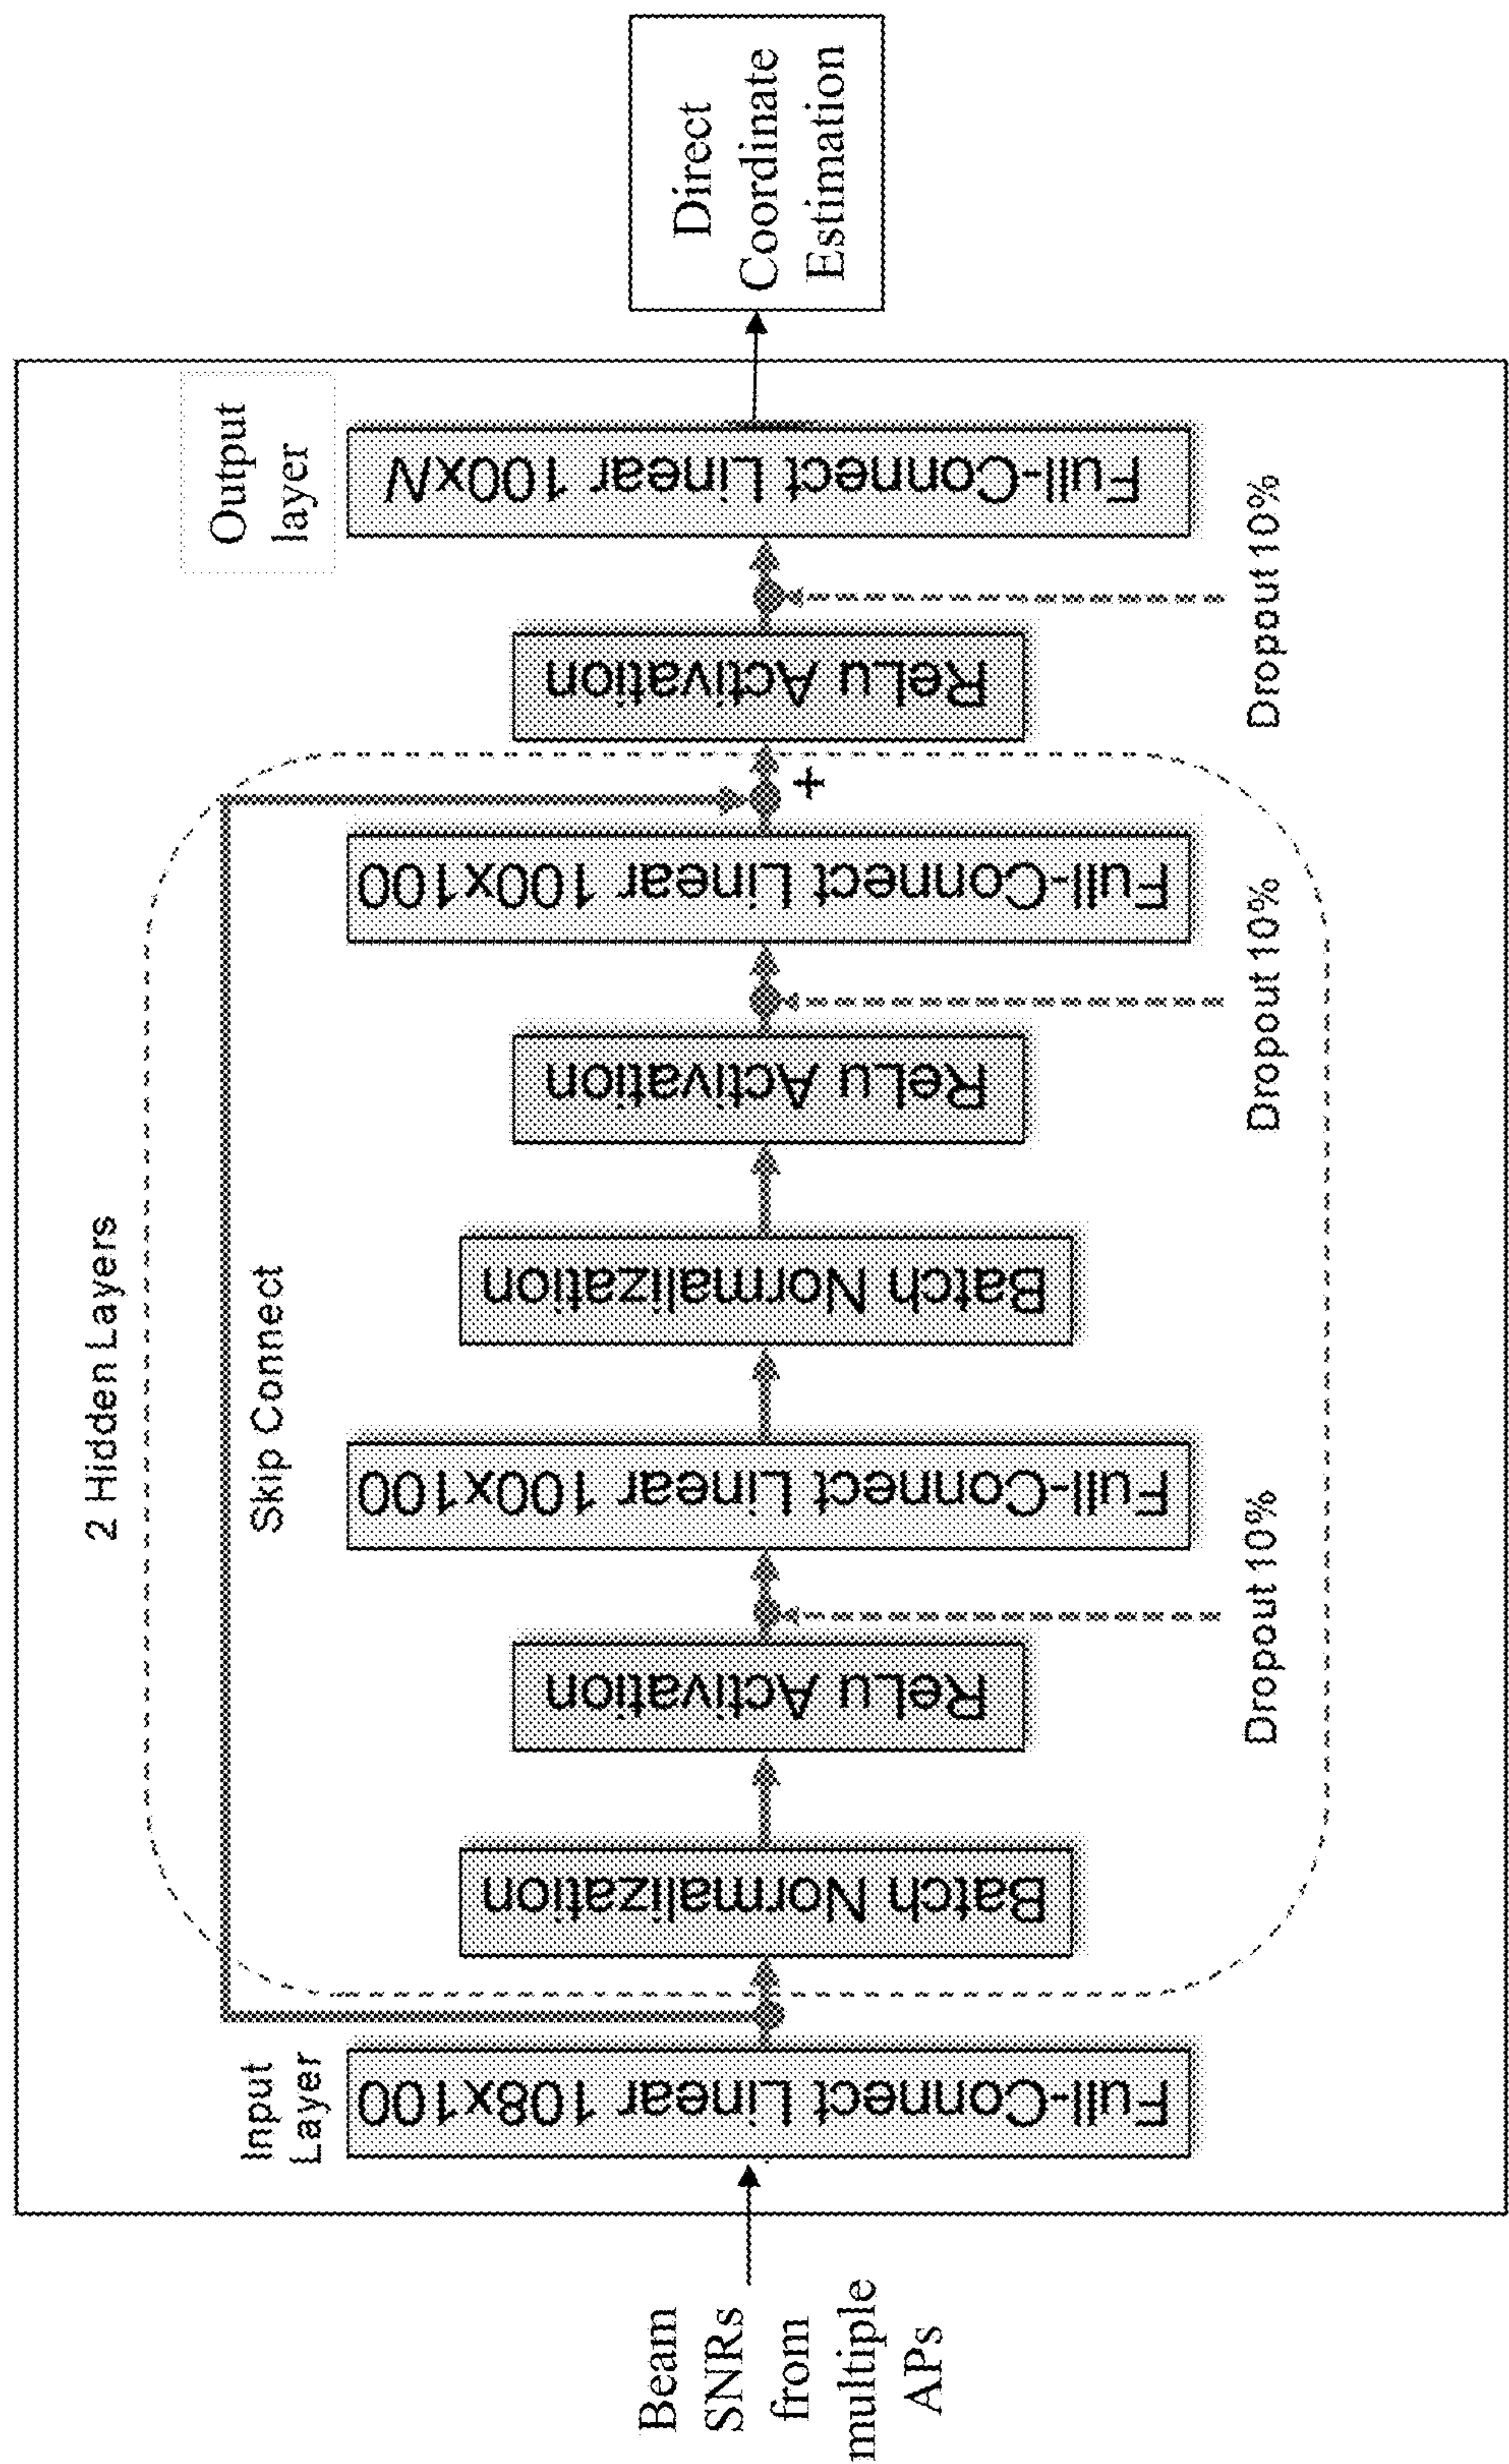 Beam
SNRs
from
multiple
APs
Input
Layer
Full-Connect Linear 108x100
2 Hidden Layers
Skip Connect
Batch Normalization
ReLu Activation
Dropout 10%
Full-Connect Linear 100x100
Batch Normalization
ReLu Activation
Dropout 10%
Full-Connect Linear 100x100
+
ReLu Activation
Dropout 10%
Output
layer
Full-Connect Linear 100xN
Direct
Coordinate
Estimation